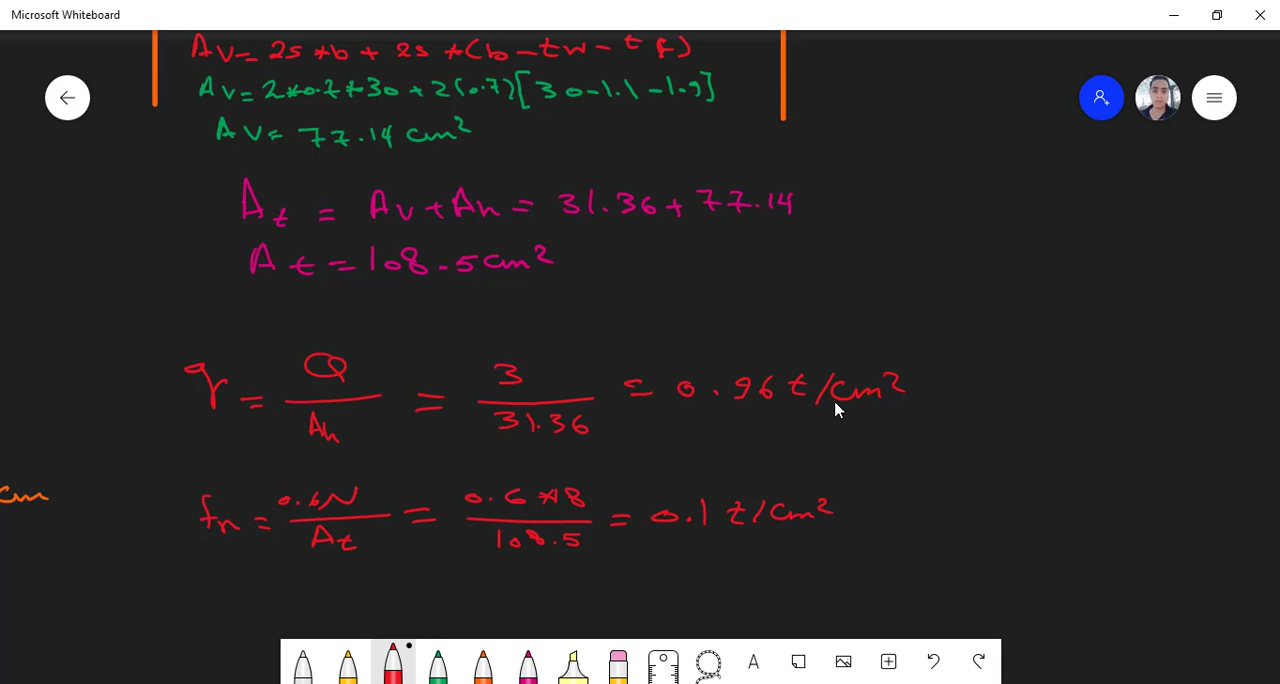 Microsoft Whiteboard
Av = 2s * b + 2s * (b - tw - tf)
Av = 2*0.7*30 + 2(0.7)[30-1.1-1.9]
Av = 77.14 cm²
At = Av + Ah = 31.36 + 77.14
At = 108.5 cm²
q = Q / Ah = 3 / 31.36 = 0.96 t/cm²
cm
fn = 0.6N / At = 0.6*18 / 108.5 = 0.1 t/cm²